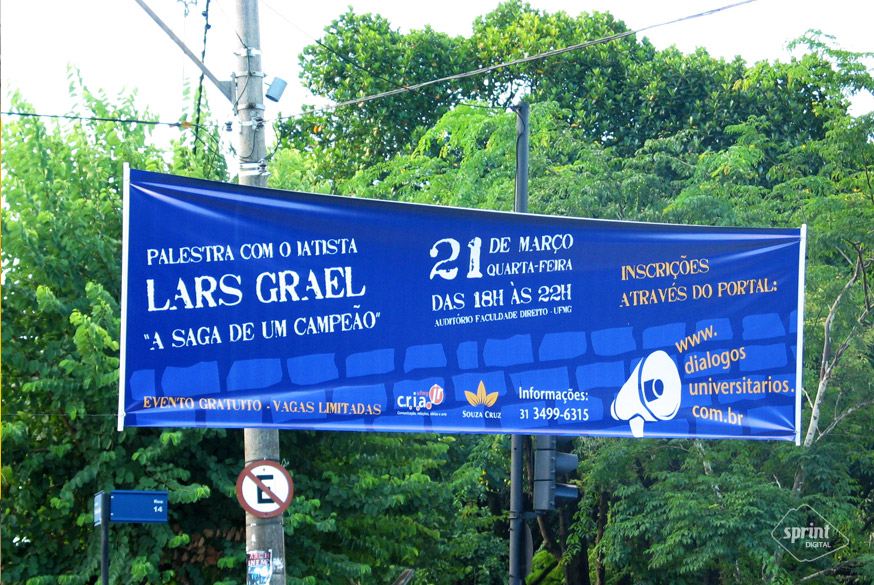 PALESTRA COM O IATISTA
LARS GRAEL
"A SAGA DE UM CAMPEÃO"
21 DE MARÇO
QUARTA-FEIRA
DAS 18H ÀS 22H
AUDITÓRIO FACULDADE DIREITO - UFMG
INSCRIÇÕES
ATRAVÉS DO PORTAL:
www.
dialogos
universitarios.
com.br
EVENTO GRATUITO - VAGAS LIMITADAS
cria
SOUZA CRUZ
Informações:
31 3499-6315
E
14
sprint
DIGITAL